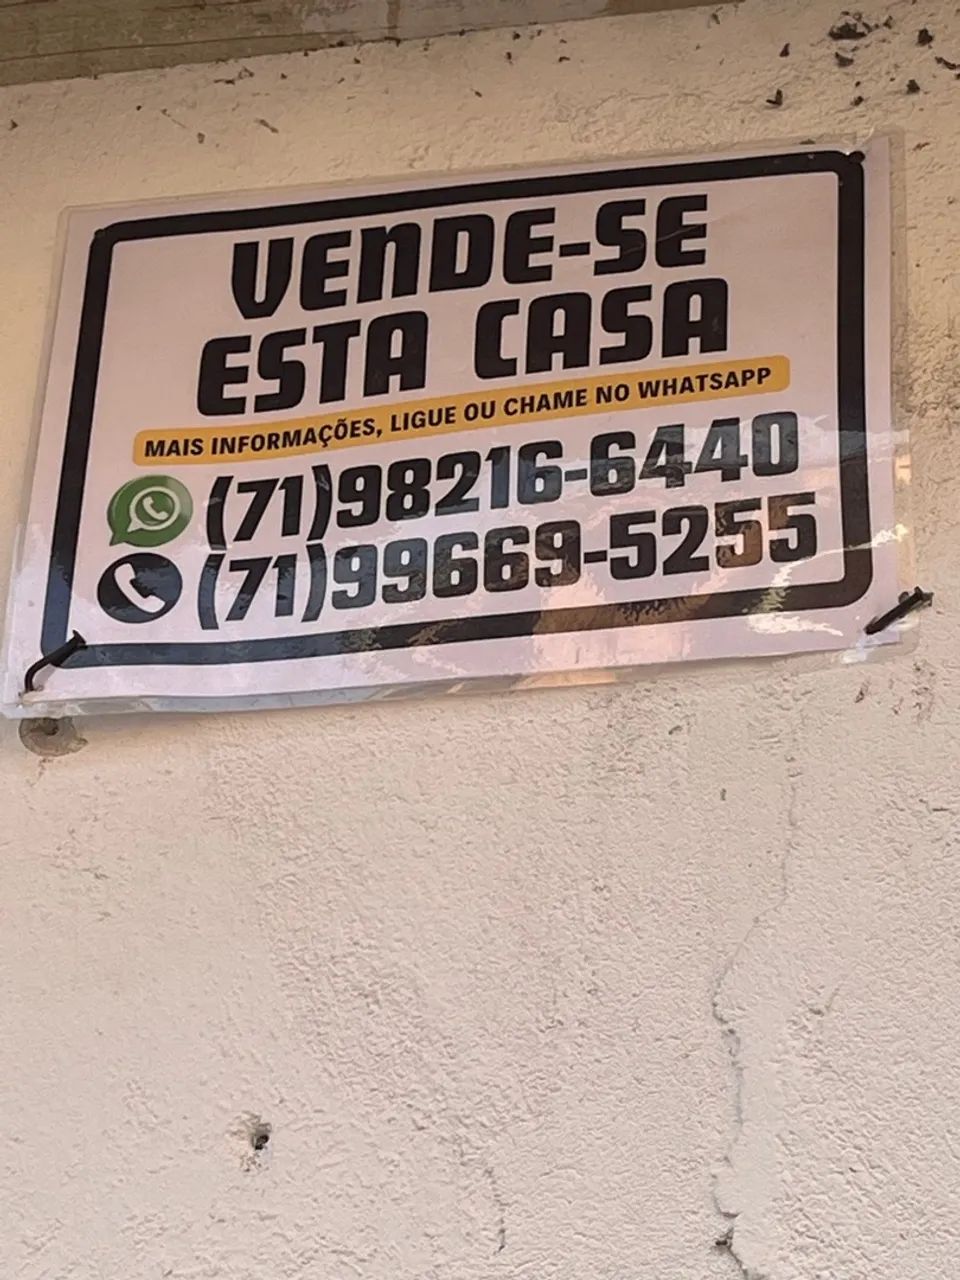 VENDE-SE
ESTA CASA
MAIS INFORMAÇÕES, LIGUE OU CHAME NO WHATSAPP
(71)98216-6440
(71)99669-5255